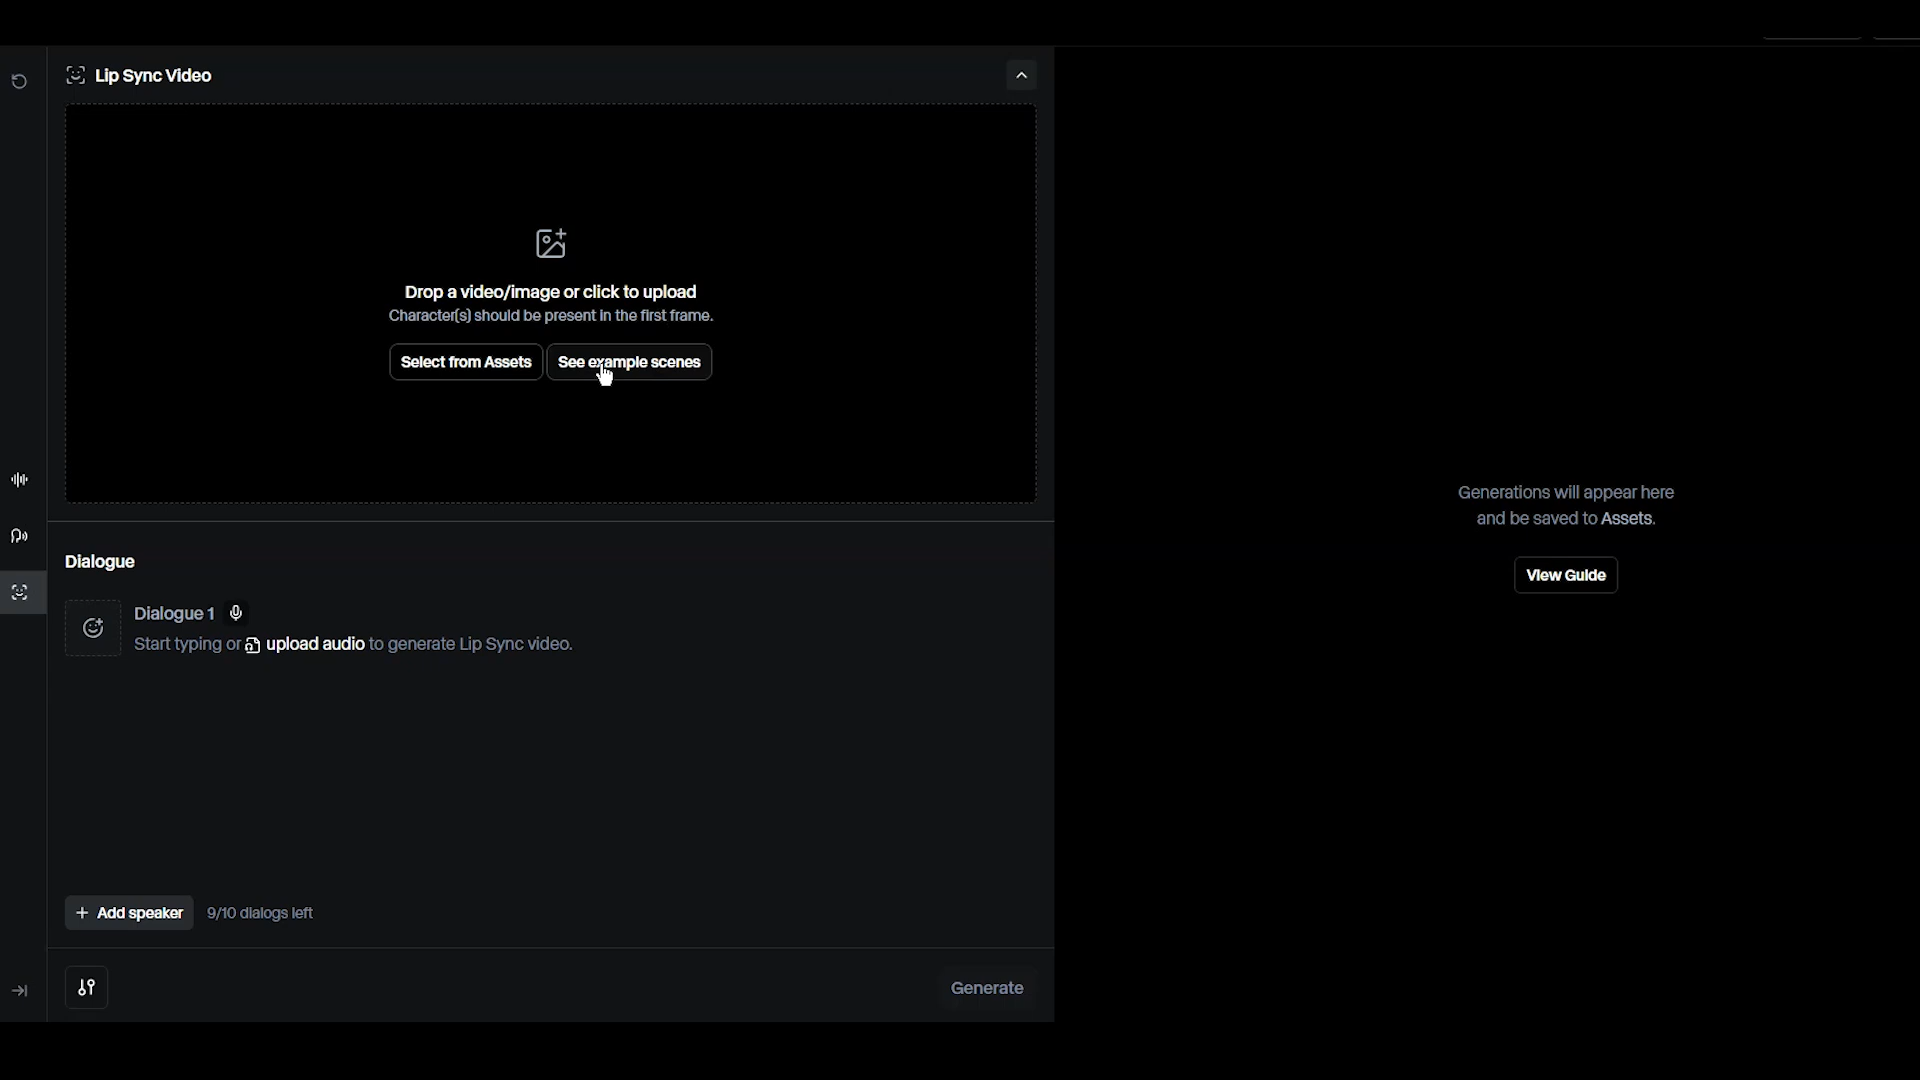 Lip Sync Video
Drop a video/image or click to upload
Character(s) should be present in the first frame.
Select from Assets
See example scenes
Generations will appear here
and be saved to Assets.
View Guide
Dialogue
Dialogue 1
Start typing or upload audio to generate Lip Sync video.
+ Add speaker
9/10 dialogs left
Generate